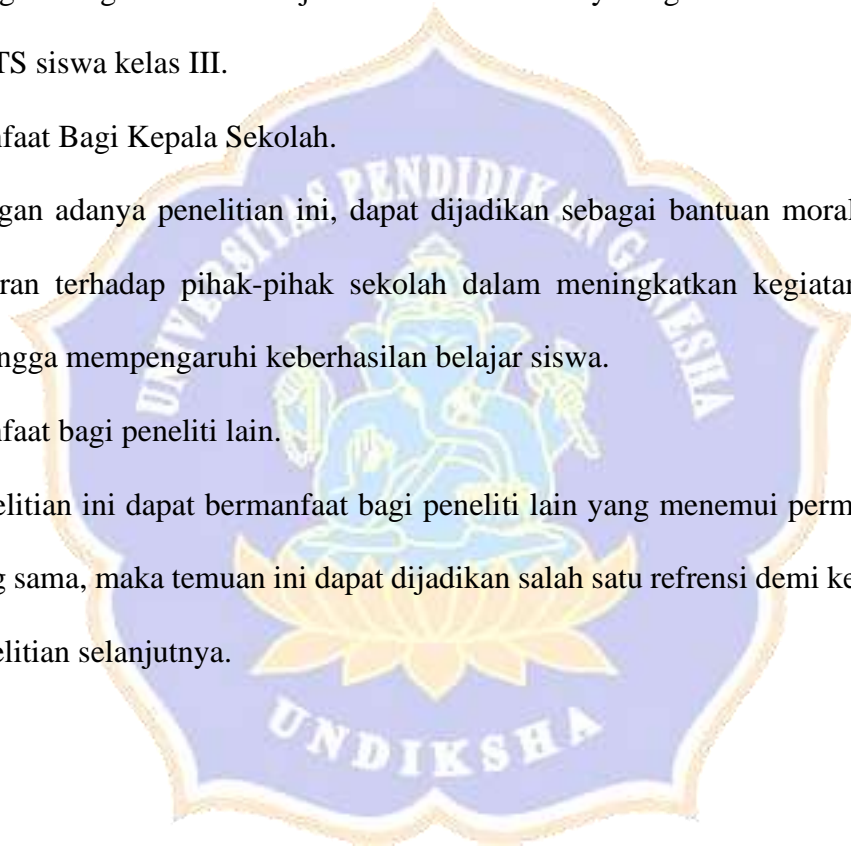 TS siswa kelas III.
faat Bagi Kepala Sekolah.
gan adanya penelitian ini, dapat dijadikan sebagai bantuan moral
ran terhadap pihak-pihak sekolah dalam meningkatkan kegiatan
ngga mempengaruhi keberhasilan belajar siswa.
faat bagi peneliti lain.
elitian ini dapat bermanfaat bagi peneliti lain yang menemui perm
g sama, maka temuan ini dapat dijadikan salah satu refrensi demi ke
elitian selanjutnya.
UNIVERSITAS PENDIDIKAN GANESHA
UNDIKSHA